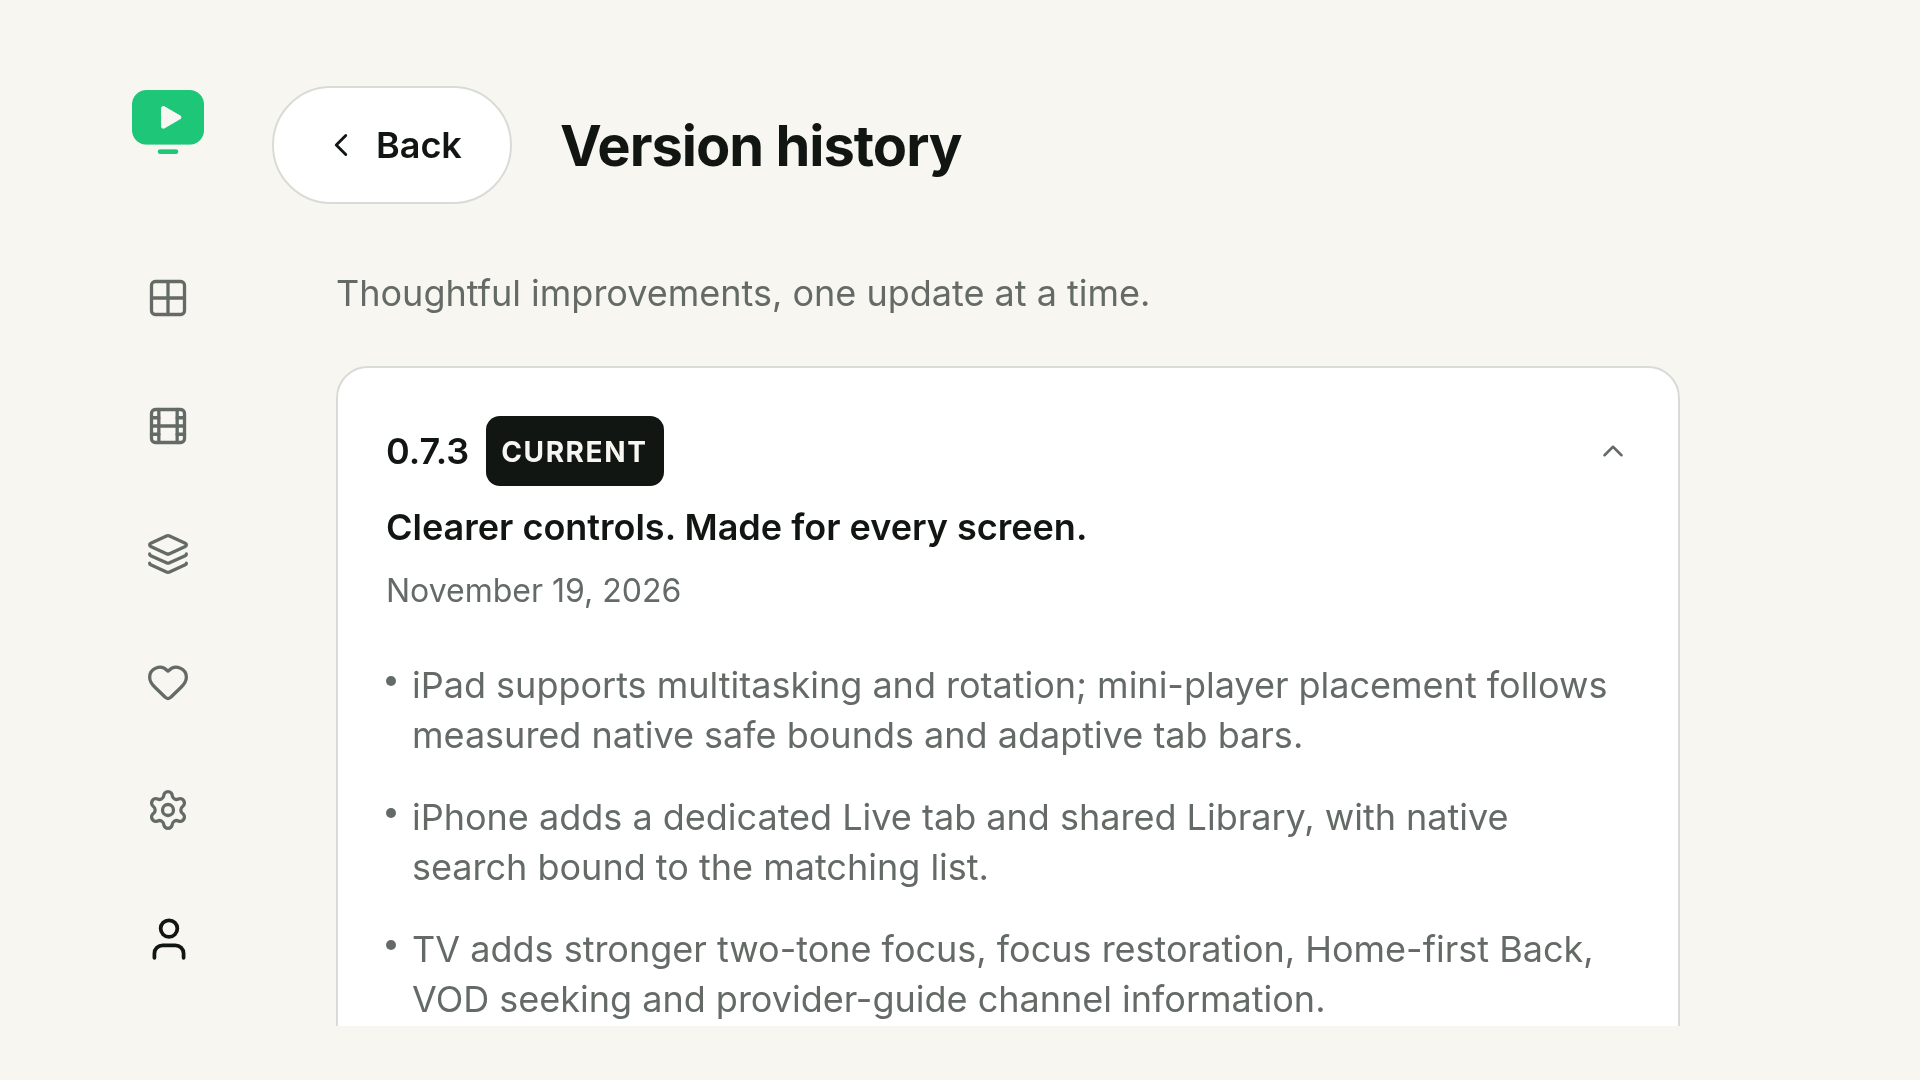 Back
Version history
Thoughtful improvements, one update at a time.
0.7.3 CURRENT
Clearer controls. Made for every screen.
November 19, 2026
• iPad supports multitasking and rotation; mini-player placement follows
measured native safe bounds and adaptive tab bars.
• iPhone adds a dedicated Live tab and shared Library, with native
search bound to the matching list.
• TV adds stronger two-tone focus, focus restoration, Home-first Back,
VOD seeking and provider-guide channel information.